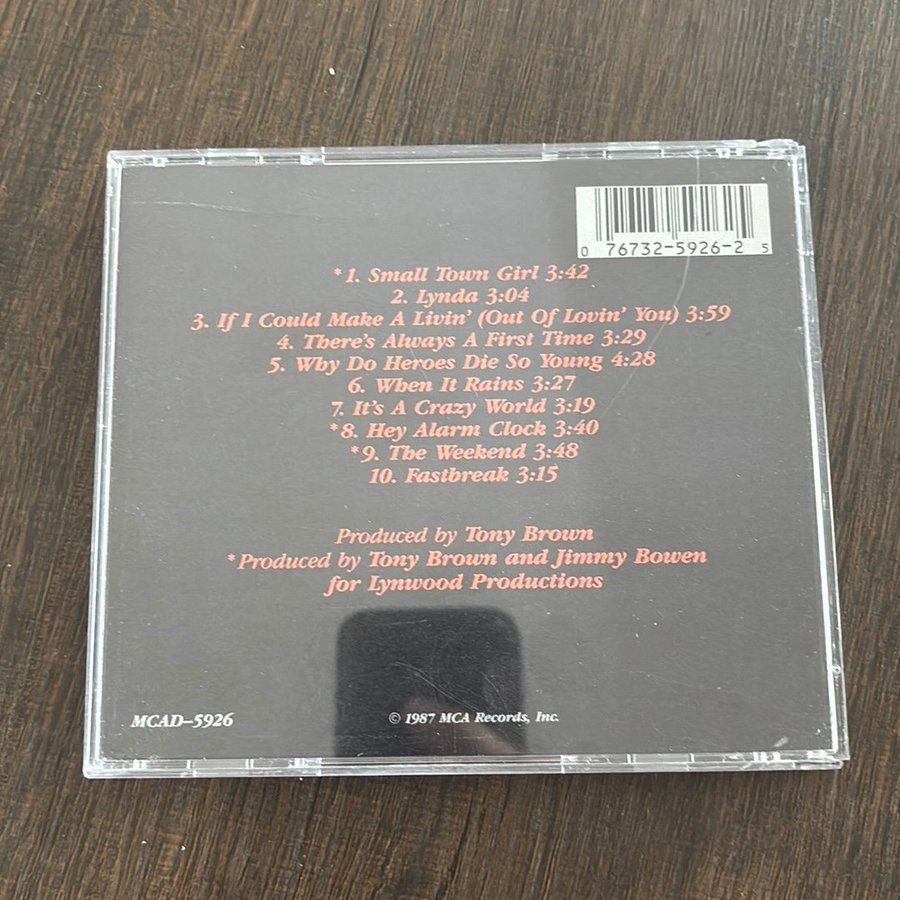 0 76732-5926-2 5
*1. Small Town Girl 3:42
2. Lynda 3:04
3. If I Could Make A Livin' (Out Of Lovin' You) 3:59
4. There's Always A First Time 3:29
5. Why Do Heroes Die So Young 4:28
6. When It Rains 3:27
7. It's A Crazy World 3:19
*8. Hey Alarm Clock 3:40
*9. The Weekend 3:48
10. Fastbreak 3:15
Produced by Tony Brown
*Produced by Tony Brown and Jimmy Bowen
for Lynwood Productions
MCAD–5926
© 1987 MCA Records, Inc.